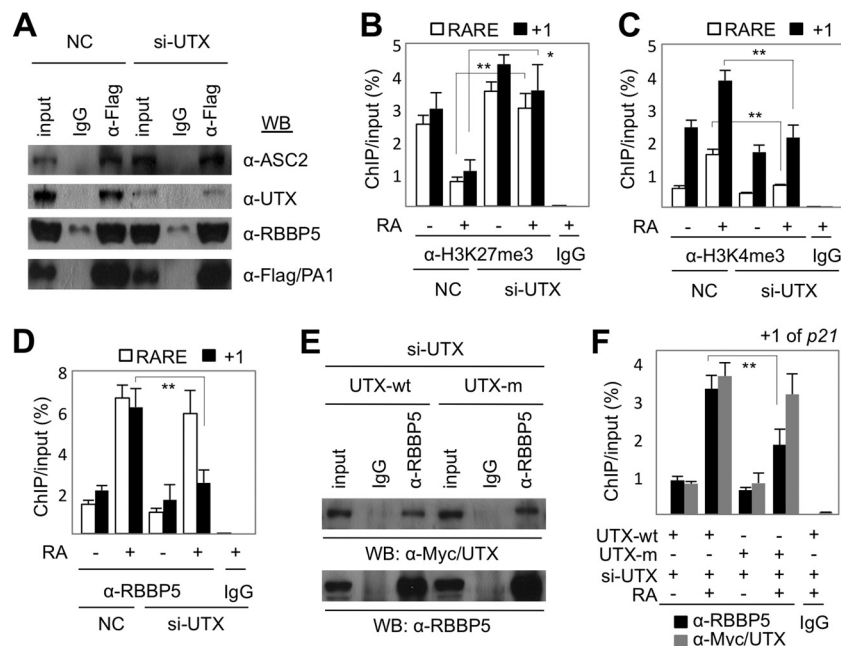 A
NC si-UTX
input IgG α-Flag input IgG α-Flag WB
α-ASC2
α-UTX
α-RBBP5
α-Flag/PA1
B
RARE +1
ChIP/input (%)
5
4
3
2
1
** *
RA - + - + +
α-H3K27me3 IgG
NC si-UTX
C
RARE +1
ChIP/input (%)
5
4
3
2
1
**
**
RA - + - + +
α-H3K4me3 IgG
NC si-UTX
D
RARE +1
ChIP/input (%)
8
6
4
2
**
RA - + - + +
α-RBBP5 IgG
NC si-UTX
E
si-UTX
UTX-wt UTX-m
input IgG α-RBBP5 input IgG α-RBBP5
WB: α-Myc/UTX
WB: α-RBBP5
F
+1 of p21
ChIP/input (%)
4
3
2
1
**
UTX-wt + + - - +
UTX-m - - + + -
si-UTX + + + + +
RA - + - + +
α-RBBP5 IgG
α-Myc/UTX